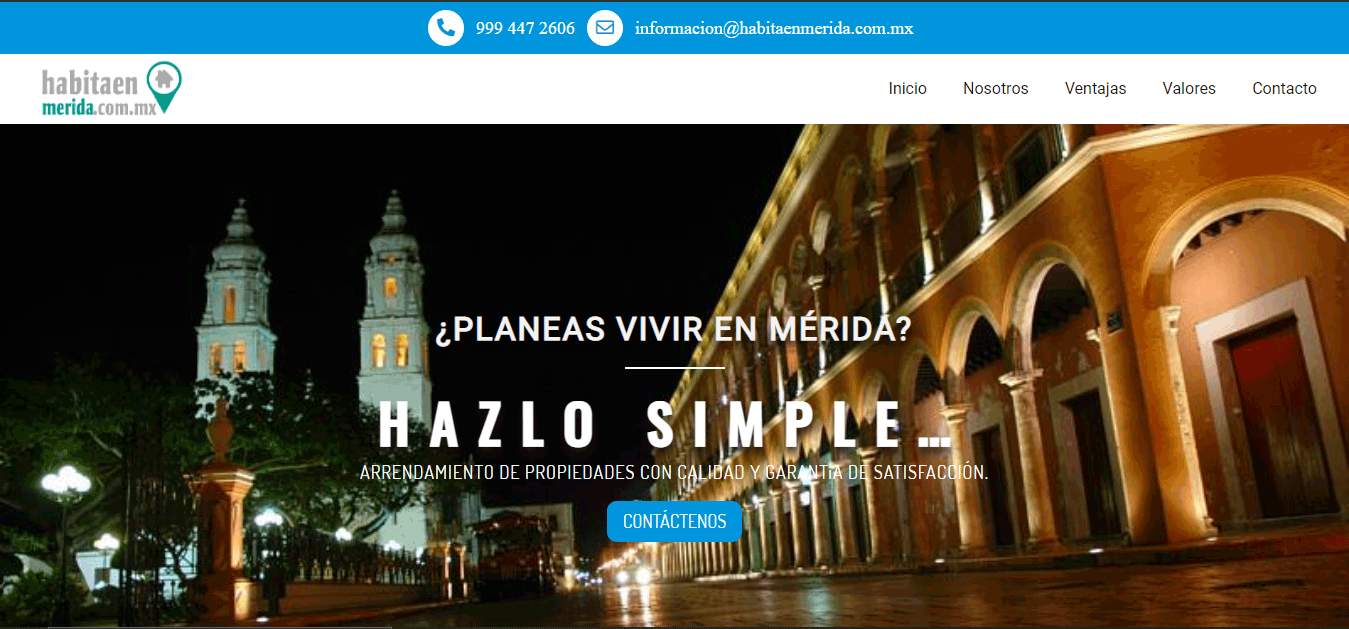 999 447 2606 informacion@habitaenmerida.com.mx
habitaen
merida.com.mx
Inicio Nosotros Ventajas Valores Contacto
¿PLANEAS VIVIR EN MÉRIDA?
HAZLO SIMPLE…
ARRENDAMIENTO DE PROPIEDADES CON CALIDAD Y GARANTíA DE SATISFACCIÓN.
CONTÁCTENOS